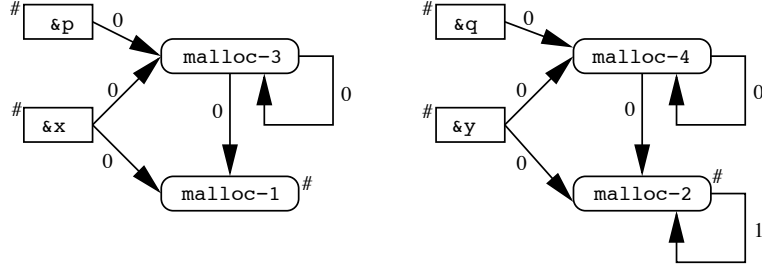 # &p 0 # &q 0
malloc-3 malloc-4
0 0 0 0 0 0
# &x # &y
0 0
malloc-1 # malloc-2 #
1